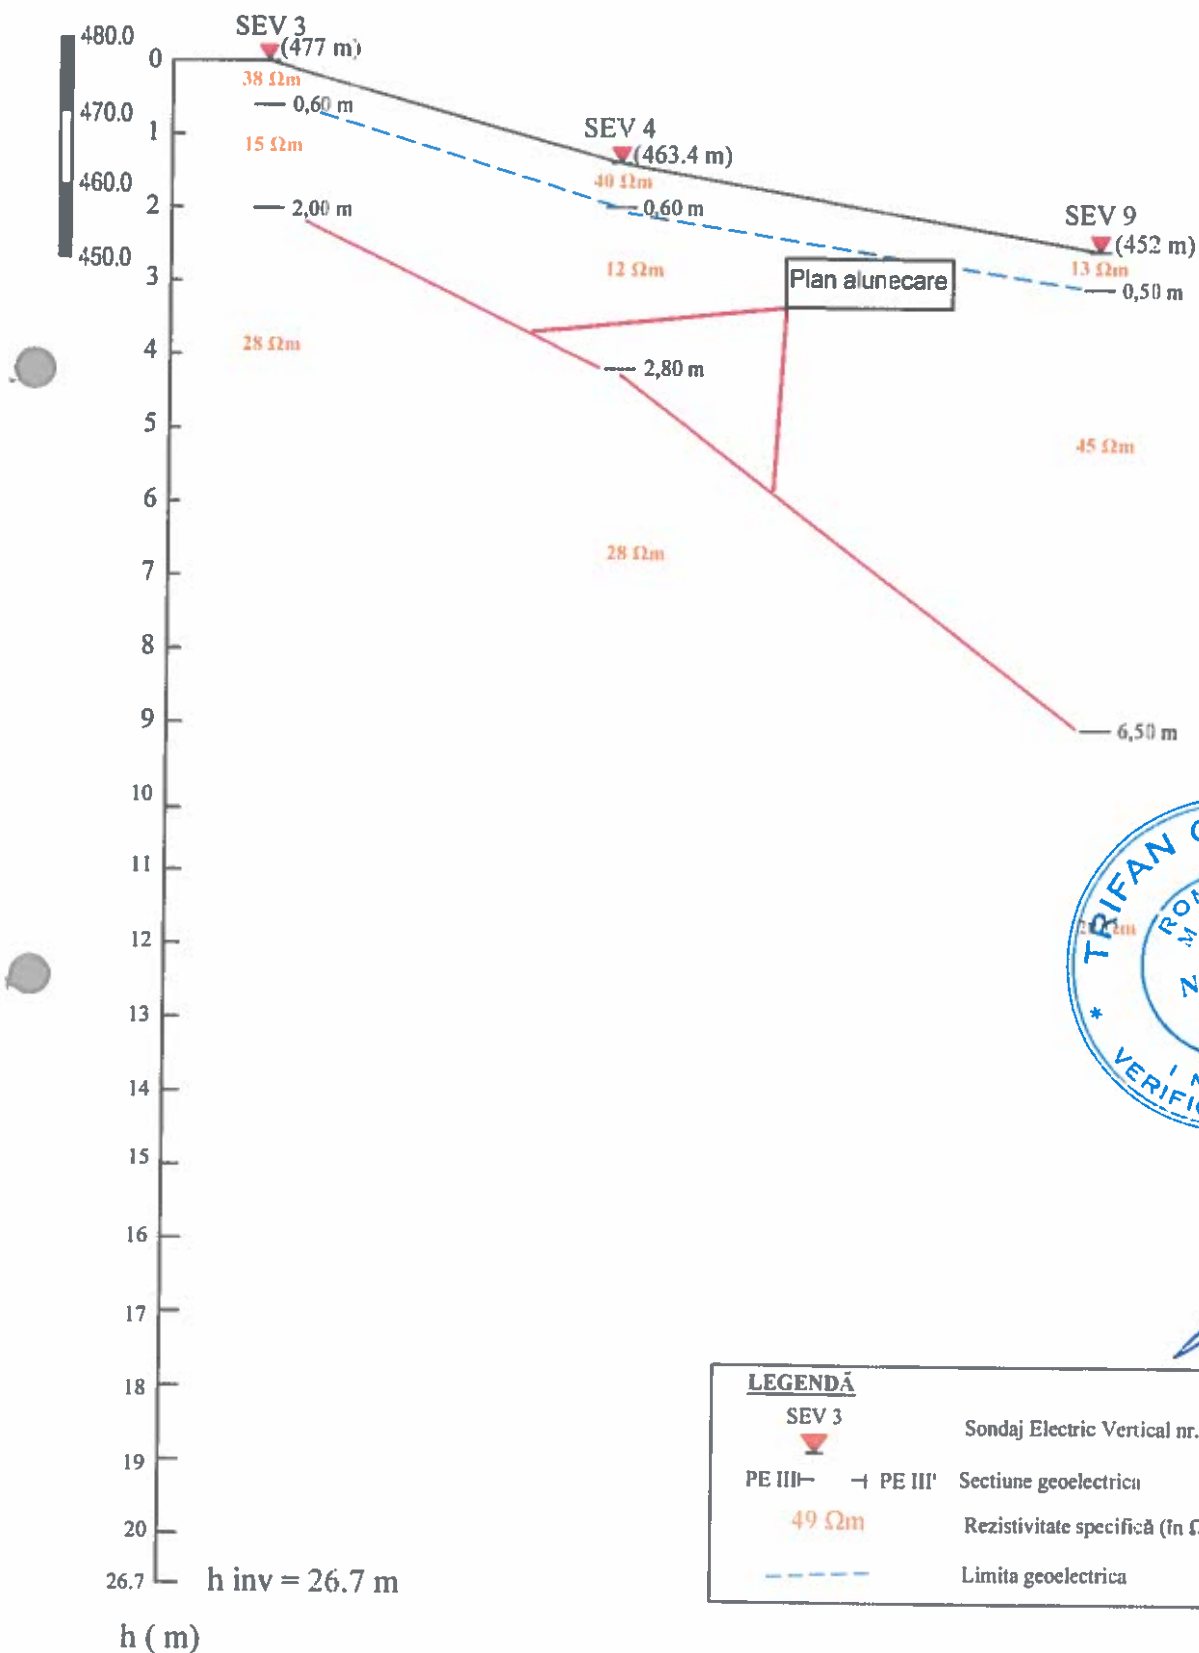 SEV 3
480.0
(477 m)
0
38 Ωm
0,60 m
470.0
SEV 4
1
15 Ωm
(463.4 m)
460.0
40 Ωm
2
2,00 m
0,60 m
SEV 9
(452 m)
450.0
12 Ωm
13 Ωm
3
Plan alunecare
0,50 m
28 Ωm
4
2,80 m
5
45 Ωm
6
28 Ωm
7
8
9
6,50 m
10
TRIFAN
11
12
13
14
15
16
17
18
LEGENDĂ
SEV 3
Sondaj Electric Vertical nr.
19
PE III PE III' Sectiune geoelectrica
49 Ωm Rezistivitate specifică (în
20
26.7
h inv = 26.7 m
Limita geoelectrica
h ( m)